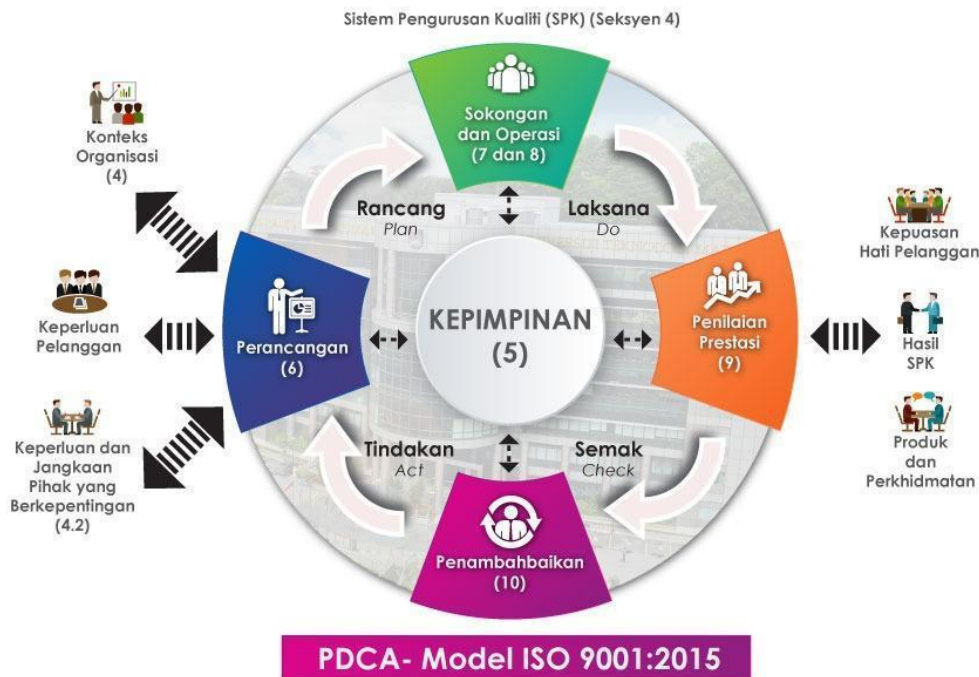 Sistem Pengurusan Kualiti (SPK) (Seksyen 4)
Sokongan
dan Operasi
(7 dan 8)
Konteks
Organisasi
(4)
Rancang
Plan
Laksana
Do
Kepuasan
Hati Pelanggan
Keperluan
Pelanggan
Perancangan
(6)
KEPIMPINAN
(5)
Penilaian
Prestasi
(9)
Hasil
SPK
Keperluan dan
Jangkaan
Pihak yang
Berkepentingan
(4.2)
Tindakan
Act
Semak
Check
Produk
dan
Perkhidmatan
Penambahbaikan
(10)
PDCA- Model ISO 9001:2015